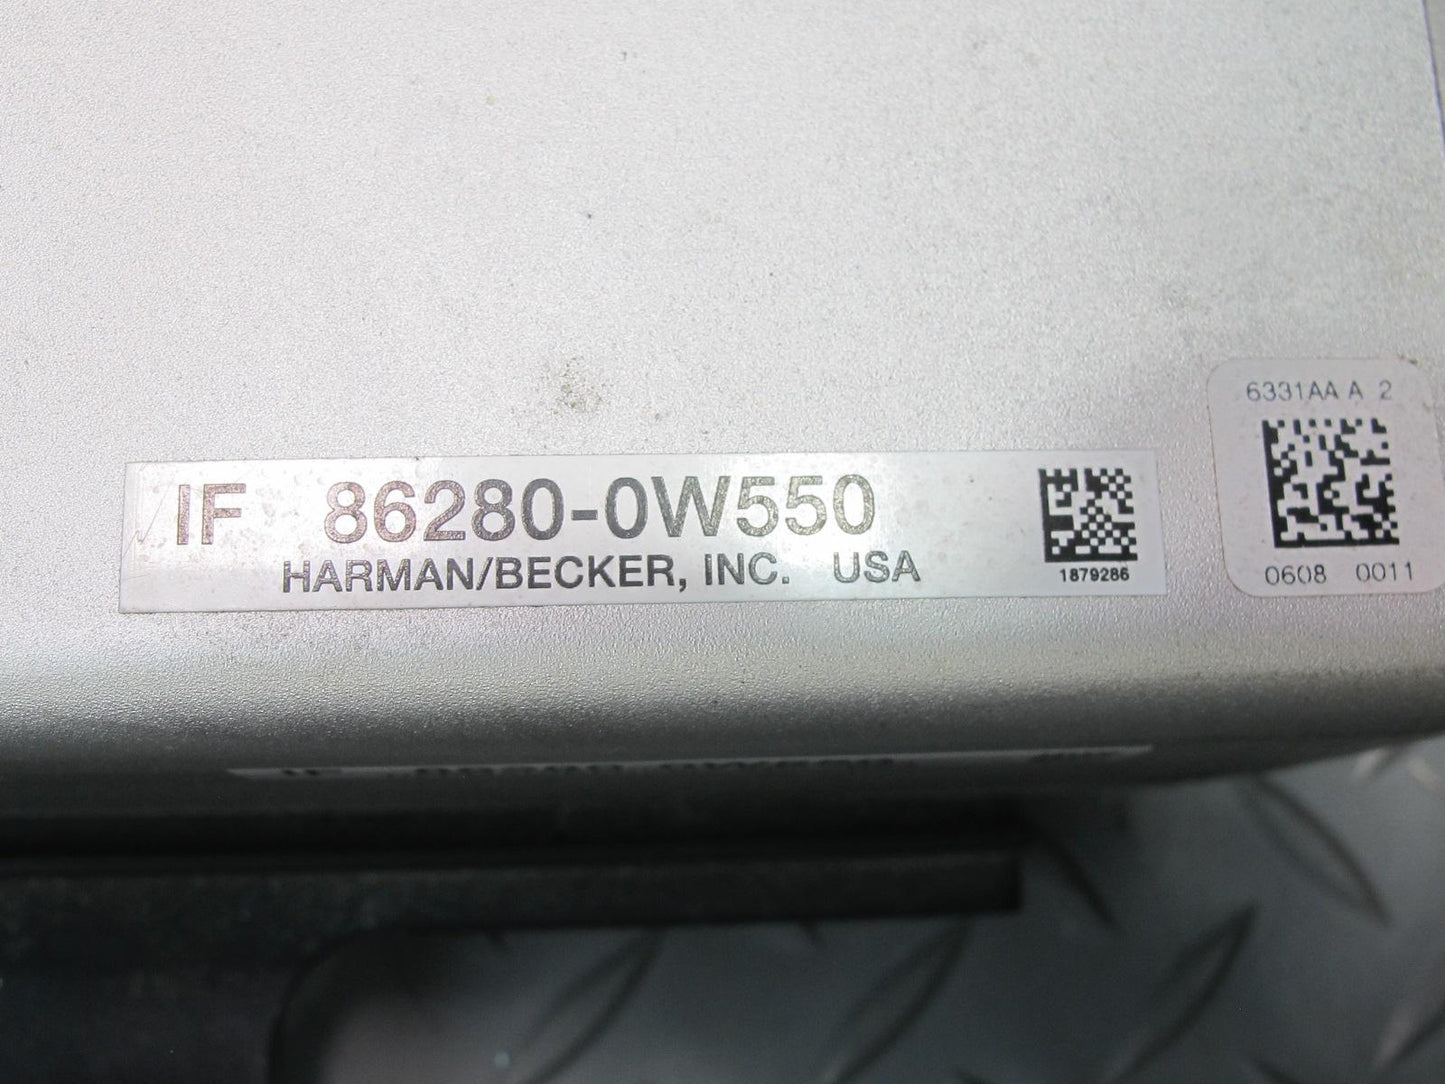 6331AA A 2
IF 86280-0W550
HARMAN/BECKER, INC. USA
1879286
0608 0011